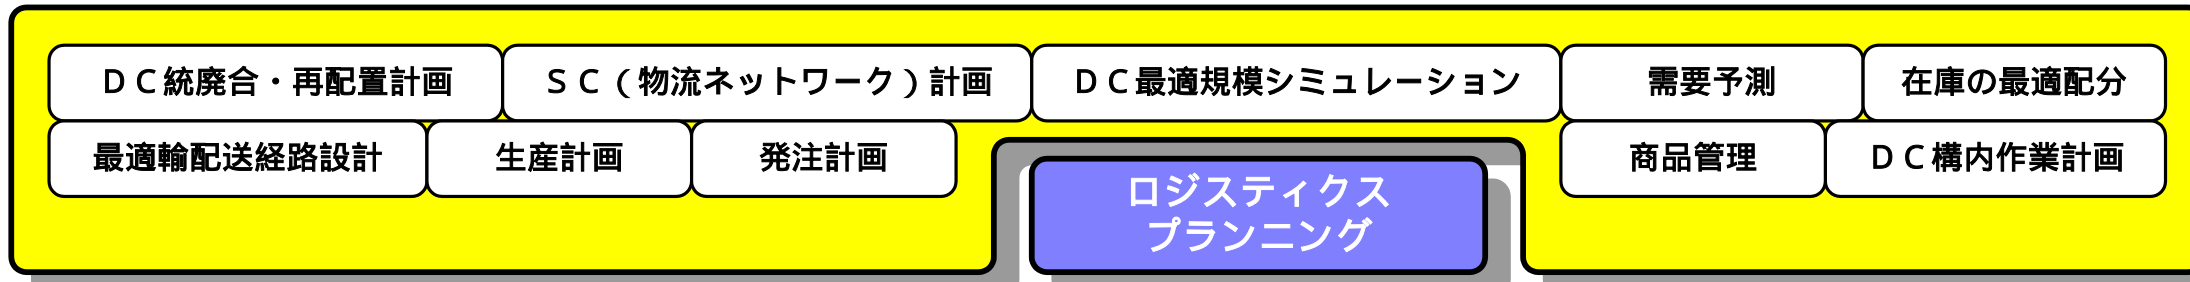 ＤＣ統廃合・再配置計画
ＳＣ（物流ネットワーク）計画
ＤＣ最適規模シミュレーション
需要予測
在庫の最適配分
最適輸配送経路設計
生産計画
発注計画
商品管理
ＤＣ構内作業計画
ロジスティクス
プランニング